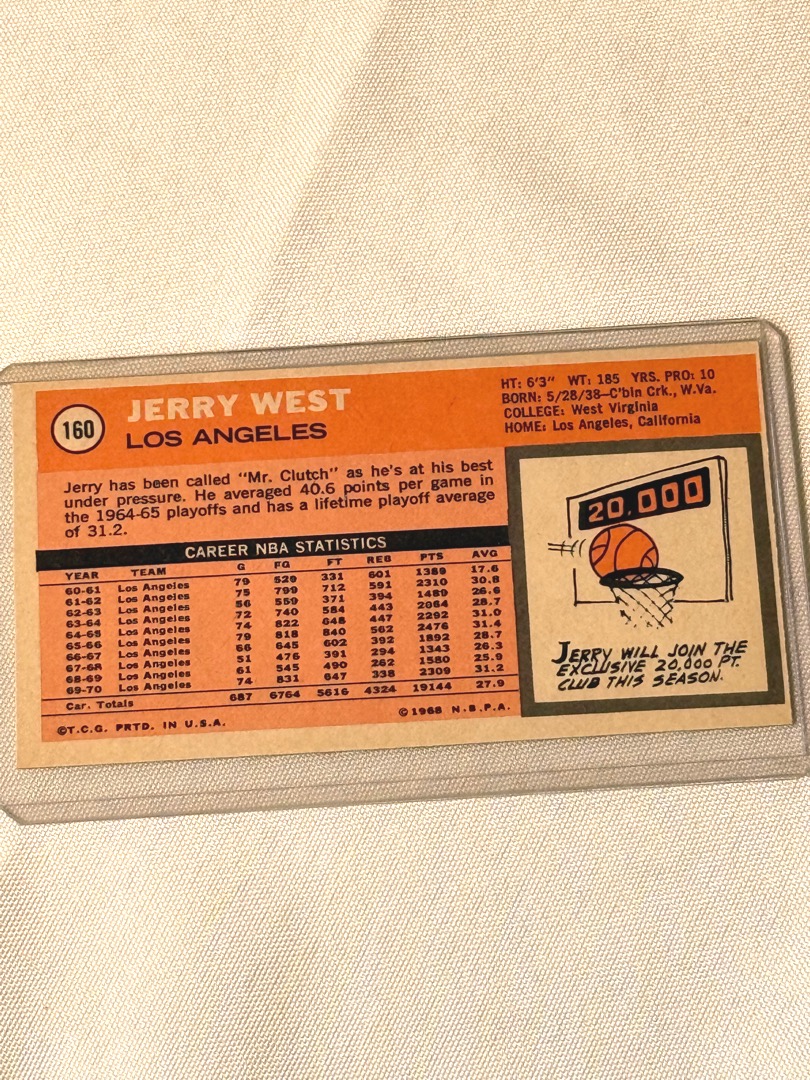 160
JERRY WEST
LOS ANGELES
HT: 6'3" WT: 185 YRS. PRO: 10
BORN: 5/28/38—C'bin Crk., W.Va.
COLLEGE: West Virginia
HOME: Los Angeles, California
Jerry has been called "Mr. Clutch" as he's at his best
under pressure. He averaged 40.6 points per game in
the 1964-65 playoffs and has a lifetime playoff average
of 31.2.
CAREER NBA STATISTICS
YEAR TEAM G FG FT REB PTS AVG
60-61 Los Angeles 79 529 331 601 1389 17.6
61-62 Los Angeles 75 799 712 591 2310 30.8
62-63 Los Angeles 56 559 371 394 1489 26.6
63-64 Los Angeles 72 740 584 443 2064 28.7
64-65 Los Angeles 74 822 648 447 2292 31.0
65-66 Los Angeles 79 818 840 562 2476 31.4
66-67 Los Angeles 66 645 602 392 1892 28.7
67-68 Los Angeles 51 476 391 294 1343 26.3
68-69 Los Angeles 61 545 490 262 1580 25.9
69-70 Los Angeles 74 831 647 338 2309 31.2
Car. Totals 687 6764 5616 4324 19144 27.9
©T.C.G. PRTD. IN U.S.A. ©1968 N.B.P.A.
20,000
JERRY WILL JOIN THE
EXCLUSIVE 20,000 PT.
CLUB THIS SEASON.